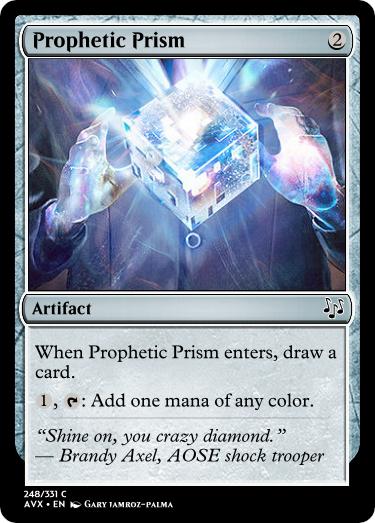 Prophetic Prism 2
Artifact
When Prophetic Prism enters, draw a
card.
1, : Add one mana of any color.
“Shine on, you crazy diamond.”
— Brandy Axel, AOSE shock trooper
248/331 C
AVX • EN Gary Jamroz-Palma